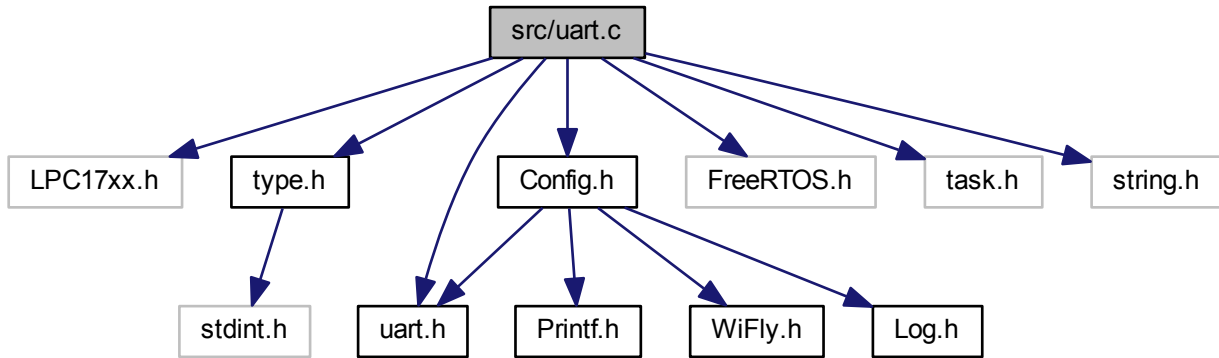 src/uart.c
LPC17xx.h
type.h
Config.h
FreeRTOS.h
task.h
string.h
stdint.h
uart.h
Printf.h
WiFly.h
Log.h